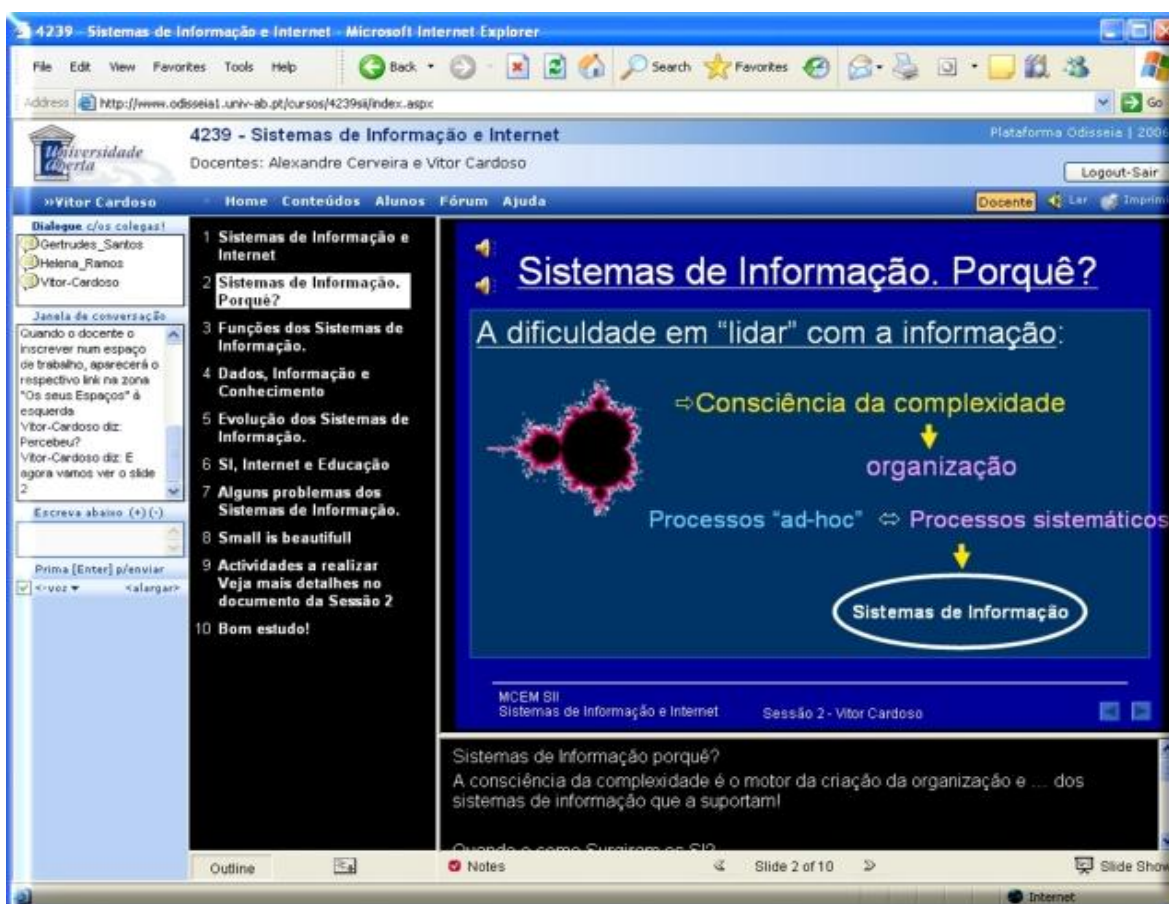 4239 - Sistemas de Informação e Internet - Microsoft Internet Explorer
File Edit View Favorites Tools Help
Back
Search
Favorites
Address
http://www.odisseia1.univ-ab.pt/cursos/4239sii/index.aspx
Go
Universidade
Aberta
4239 - Sistemas de Informação e Internet
Plataforma Odisseia | 2006
Docentes: Alexandre Cerveira e Vitor Cardoso
Logout-Sair
»Vitor Cardoso
Home Conteúdos Alunos Fórum Ajuda
Docente
Ler
Imprim
Dialogue c/os colegas!
Gertrudes_Santos
Helena_Ramos
Vitor-Cardoso
Janela de conversação
Quando o docente o
inscrever num espaço
de trabalho, aparecerá o
respectivo link na zona
"Os seus Espaços" á
esquerda
Vitor-Cardoso diz:
Percebeu?
Vitor-Cardoso diz: E
agora vamos ver o slide
2
Escreva abaixo (+)(-)
Prima [Enter] p/enviar
<-voz
<alargar>
1 Sistemas de Informação e
Internet
2 Sistemas de Informação.
Porquê?
3 Funções dos Sistemas de
Informação.
4 Dados, Informação e
Conhecimento
5 Evolução dos Sistemas de
Informação.
6 SI, Internet e Educação
7 Alguns problemas dos
Sistemas de Informação.
8 Small is beautifull
9 Actividades a realizar
Veja mais detalhes no
documento da Sessão 2
10 Bom estudo!
Sistemas de Informação. Porquê?
A dificuldade em “lidar” com a informação:
⇨Consciência da complexidade
organização
Processos “ad-hoc” ⇔ Processos sistemáticos
Sistemas de Informação
MCEM SII
Sistemas de Informação e Internet
Sessão 2 - Vitor Cardoso
Sistemas de Informação porquê?
A consciência da complexidade é o motor da criação da organização e .... dos
sistemas de informação que a suportam!
Quando e como Surgiram os SI?
Outline
Notes
Slide 2 of 10
Slide Show
Internet